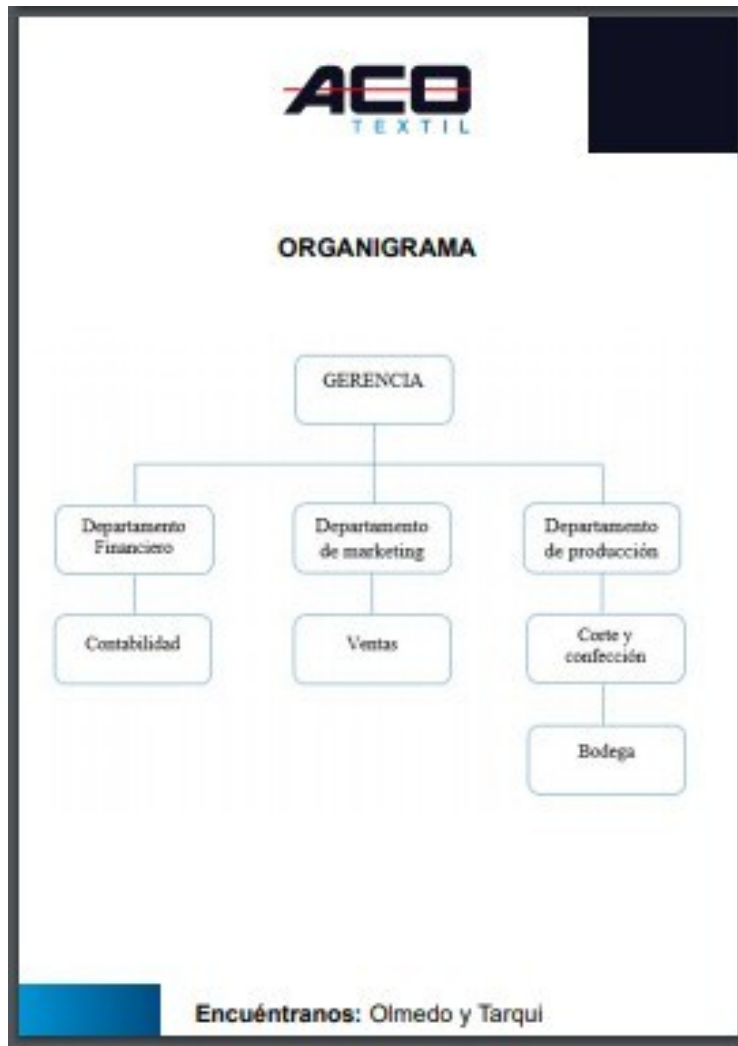 ACO
TEXTIL
ORGANIGRAMA
GERENCIA
Departamento
Financiero
Departamento
de marketing
Departamento
de producción
Contabilidad
Ventas
Corte y
confección
Bodega
Encuéntranos: Olmedo y Tarqui